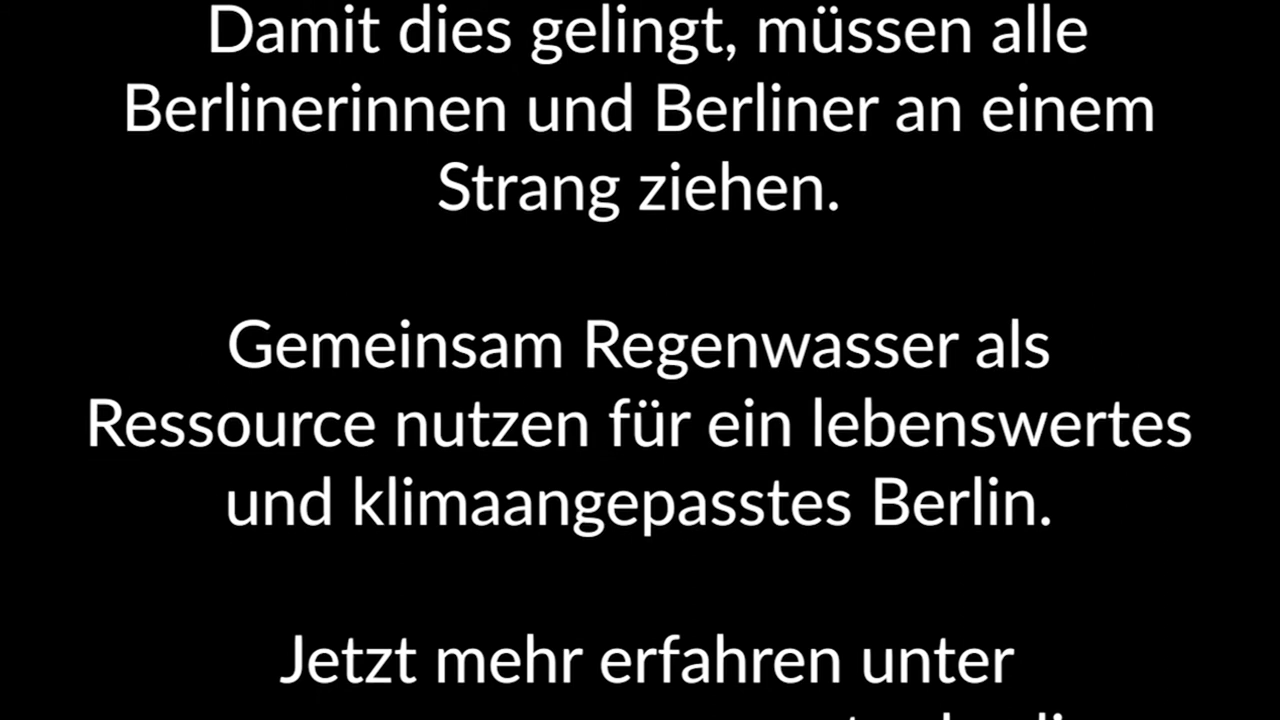 Damit dies gelingt, müssen alle
Berlinerinnen und Berliner an einem
Strang ziehen.
Gemeinsam Regenwasser als
Ressource nutzen für ein lebenswertes
und klimaangepasstes Berlin.
Jetzt mehr erfahren unter